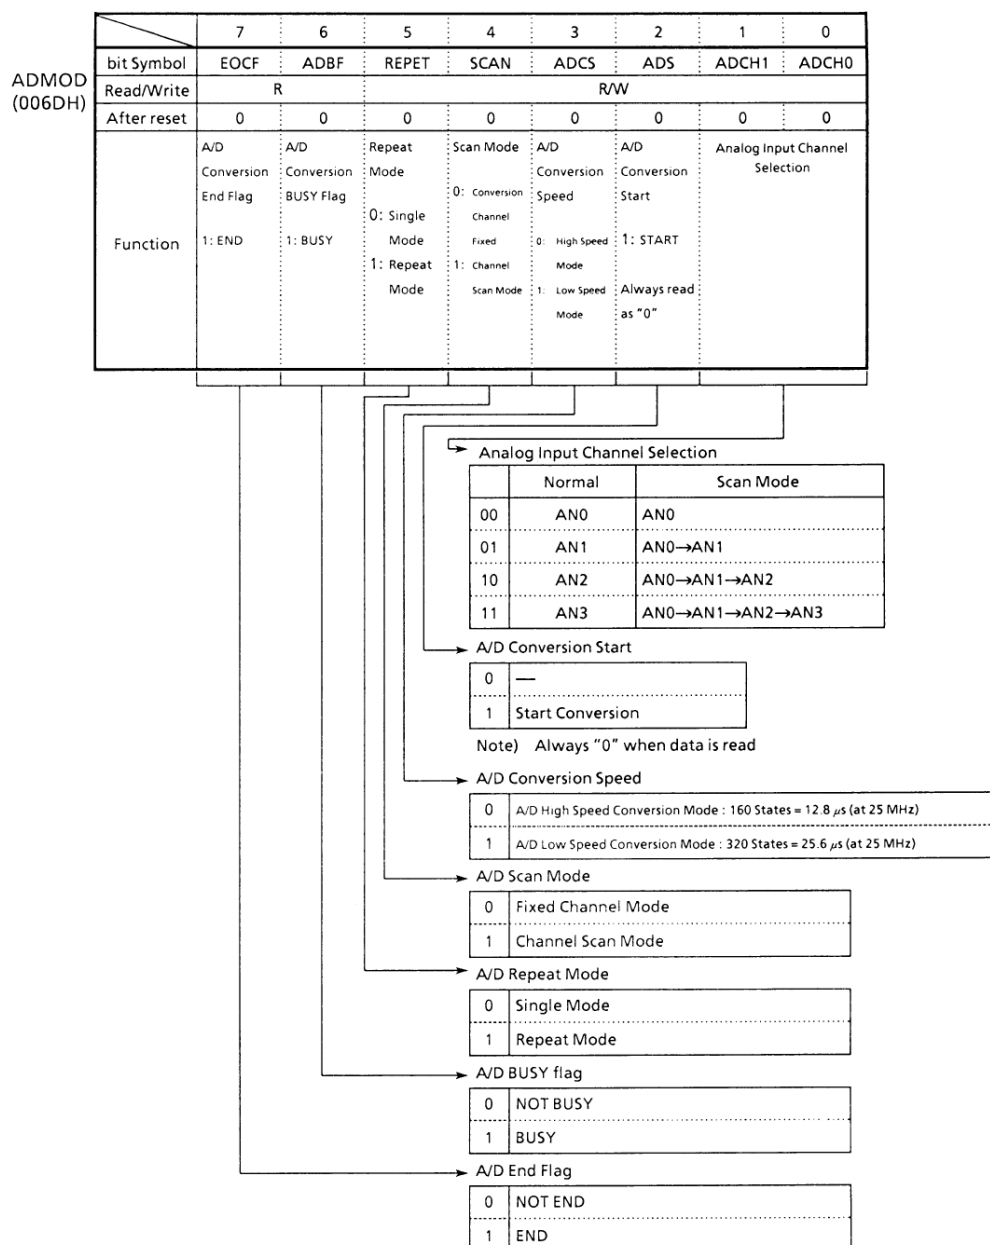 7 6 5 4 3 2 1 0
bit Symbol EOCF ADBF REPET SCAN ADCS ADS ADCH1 ADCH0
ADMOD
(006DH)
Read/Write R R/W
After reset 0 0 0 0 0 0 0 0
Function
A/D
Conversion
End Flag
1: END
A/D
Conversion
BUSY Flag
1: BUSY
Repeat
Mode
0: Single
Mode
1: Repeat
Mode
Scan Mode
0: Conversion
Channel
Fixed
1: Channel
Scan Mode
A/D
Conversion
Speed
0: High Speed
Mode
1: Low Speed
Mode
A/D
Conversion
Start
1: START
Always read
as "0"
Analog Input Channel
Selection
Analog Input Channel Selection
Normal Scan Mode
00 AN0 AN0
01 AN1 AN0→AN1
10 AN2 AN0→AN1→AN2
11 AN3 AN0→AN1→AN2→AN3
A/D Conversion Start
0 —
1 Start Conversion
Note) Always "0" when data is read
A/D Conversion Speed
0 A/D High Speed Conversion Mode : 160 States = 12.8 μs (at 25 MHz)
1 A/D Low Speed Conversion Mode : 320 States = 25.6 μs (at 25 MHz)
A/D Scan Mode
0 Fixed Channel Mode
1 Channel Scan Mode
A/D Repeat Mode
0 Single Mode
1 Repeat Mode
A/D BUSY flag
0 NOT BUSY
1 BUSY
A/D End Flag
0 NOT END
1 END